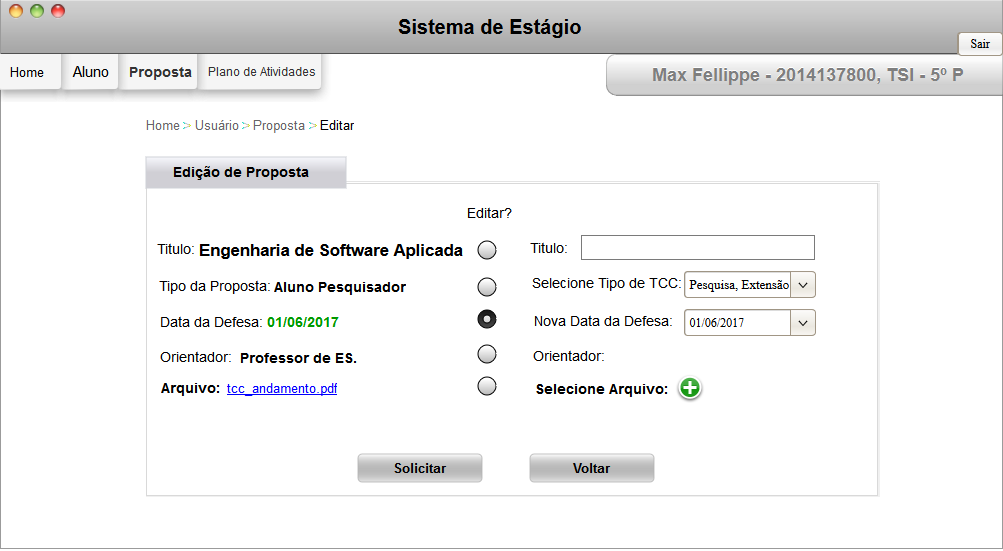 Sistema de Estágio
Sair
Home Aluno Proposta Plano de Atividades
Max Fellippe - 2014137800, TSI - 5º P
Home > Usuário > Proposta > Editar
Edição de Proposta
Editar?
Titulo: Engenharia de Software Aplicada
Titulo:
Tipo da Proposta: Aluno Pesquisador
Selecione Tipo de TCC: Pesquisa, Extensão
Data da Defesa: 01/06/2017
Nova Data da Defesa: 01/06/2017
Orientador: Professor de ES.
Orientador:
Arquivo: tcc_andamento.pdf
Selecione Arquivo:
Solicitar
Voltar